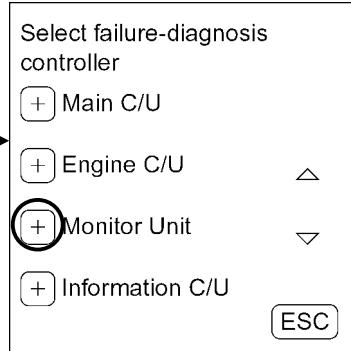 Select failure-diagnosis
controller
+ Main C/U
+ Engine C/U
+ Monitor Unit
+ Information C/U
ESC